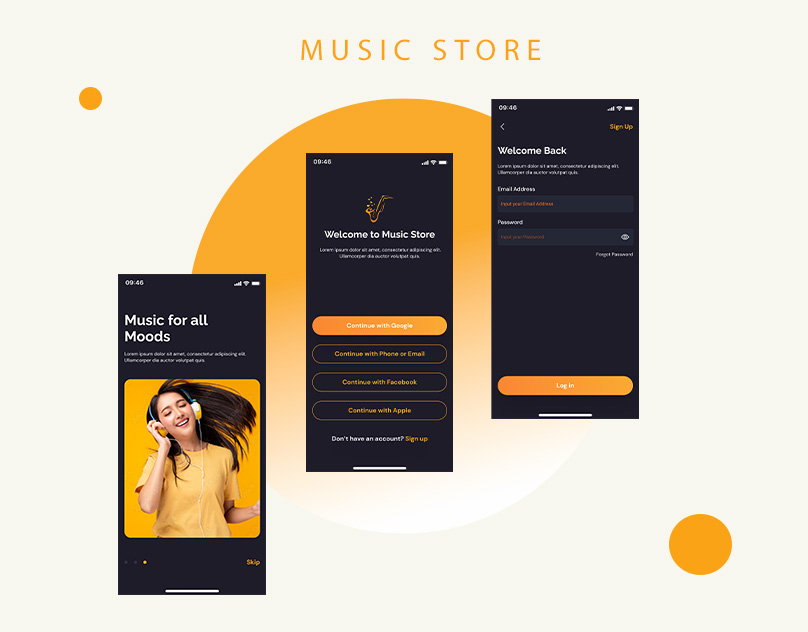 MUSIC STORE
09:46
Music for all
Moods
Lorem ipsum dolor sit amet, consectetur adipiscing elit.
Ullamcorper dia auctor volutpat quis.
Skip
09:46
Welcome to Music Store
Lorem ipsum dolor sit amet, consectetur adipiscing elit.
Ullamcorper dia auctor volutpat quis.
Continue with Google
Continue with Phone or Email
Continue with Facebook
Continue with Apple
Don't have an account? Sign up
09:46
Sign Up
Welcome Back
Lorem ipsum dolor sit amet, consectetur adipiscing elit.
Ullamcorper dia auctor volutpat quis.
Email Address
Input your Email Address
Password
Input your Password
Forgot Password
Log in